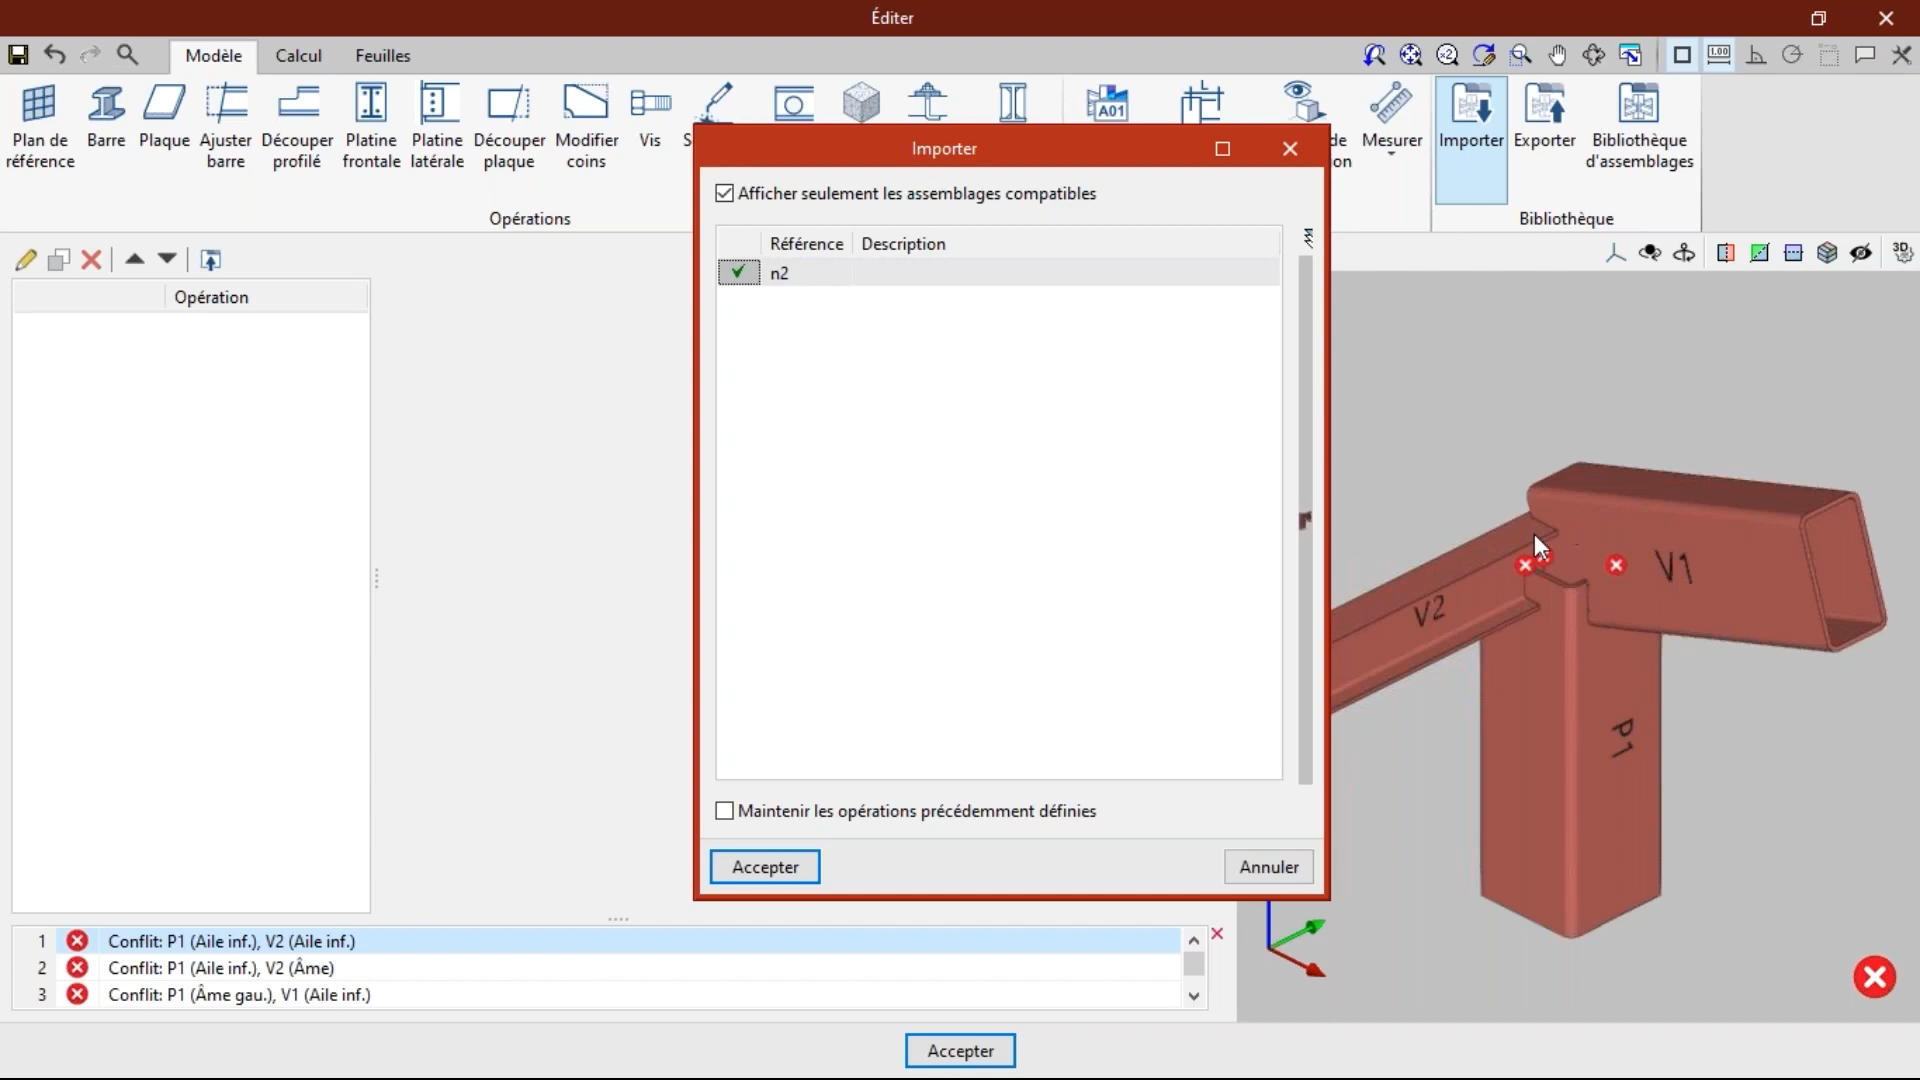 Éditer
Modèle
Calcul
Feuilles
1.00
Plan de
référence
Barre
Plaque
Ajuster
barre
Découper
profilé
Platine
frontale
Platine
latérale
Découper
plaque
Modifier
coins
Vis
A01
Mesurer
Importer
Exporter
Bibliothèque
d'assemblages
Opérations
Bibliothèque
Importer
Afficher seulement les assemblages compatibles
Référence
Description
n2
Opération
3D
V1
V2
P1
Maintenir les opérations précédemment définies
Accepter
Annuler
1 Conflit: P1 (Aile inf.), V2 (Aile inf.)
2 Conflit: P1 (Aile inf.), V2 (Âme)
3 Conflit: P1 (Âme gau.), V1 (Aile inf.)
Accepter